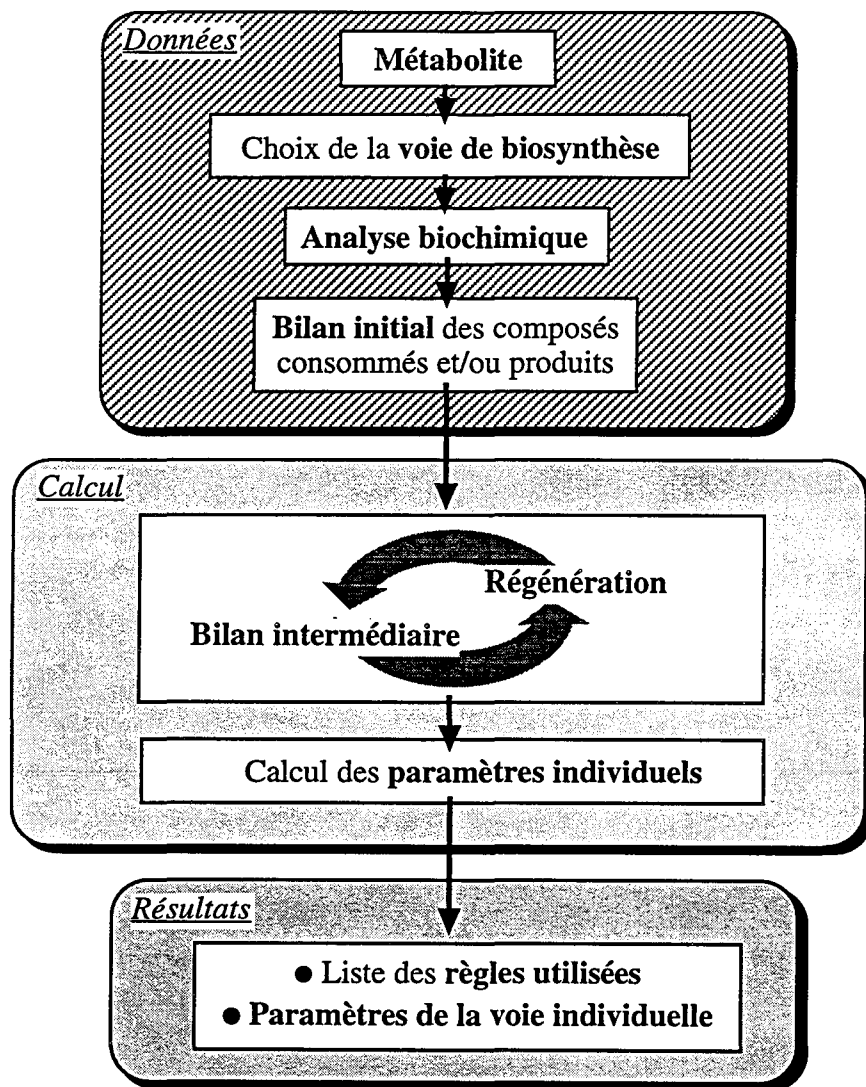 Données
Métabolite
Choix de la voie de biosynthèse
Analyse biochimique
Bilan initial des composés
consommés et/ou produits
Calcul
Régénération
Bilan intermédiaire
Calcul des paramètres individuels
Résultats
● Liste des règles utilisées
● Paramètres de la voie individuelle